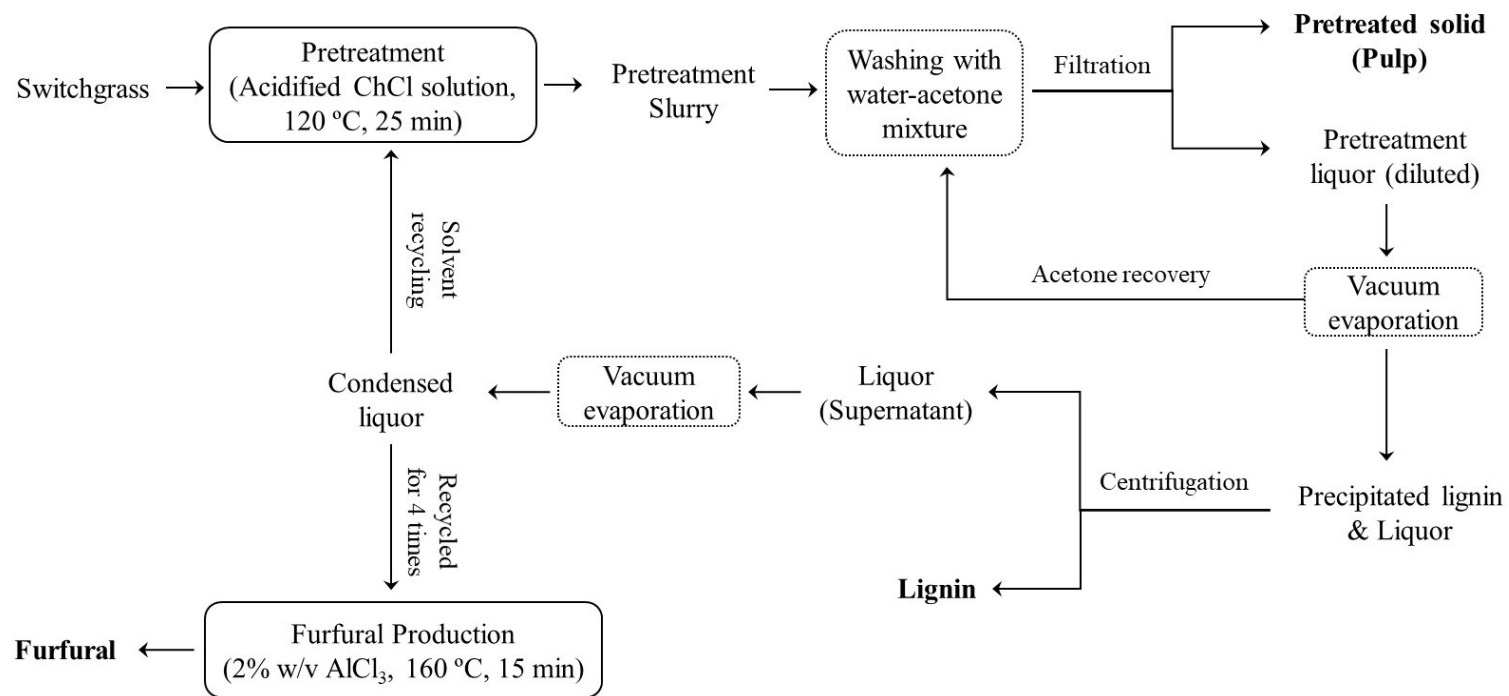 Switchgrass
Pretreatment
(Acidified ChCl solution,
120 ºC, 25 min)
Pretreatment
Slurry
Washing with
water-acetone
mixture
Filtration
Pretreated solid
(Pulp)
Pretreatment
liquor (diluted)
Acetone recovery
Vacuum
evaporation
Solvent
recycling
Condensed
liquor
Vacuum
evaporation
Liquor
(Supernatant)
Centrifugation
Precipitated lignin
& Liquor
Lignin
Recycled
for 4 times
Furfural Production
(2% w/v AlCl₃, 160 ºC, 15 min)
Furfural